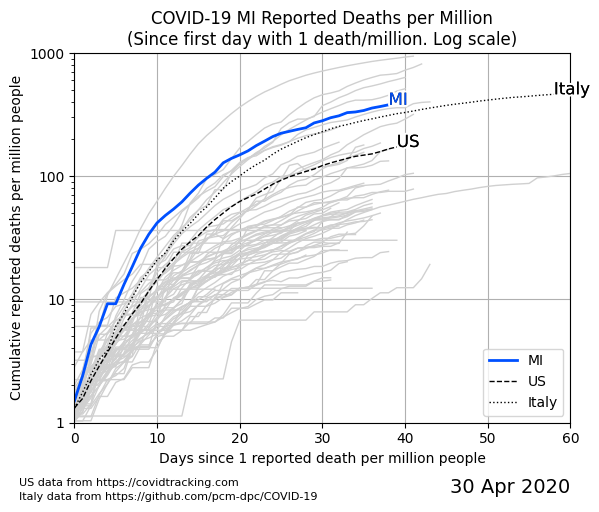 COVID-19 MI Reported Deaths per Million
(Since first day with 1 death/million. Log scale)
Cumulative reported deaths per million people
1000
100
10
1
MI
US
Italy
MI
US
Italy
0 10 20 30 40 50 60
Days since 1 reported death per million people
US data from https://covidtracking.com
Italy data from https://github.com/pcm-dpc/COVID-19
30 Apr 2020